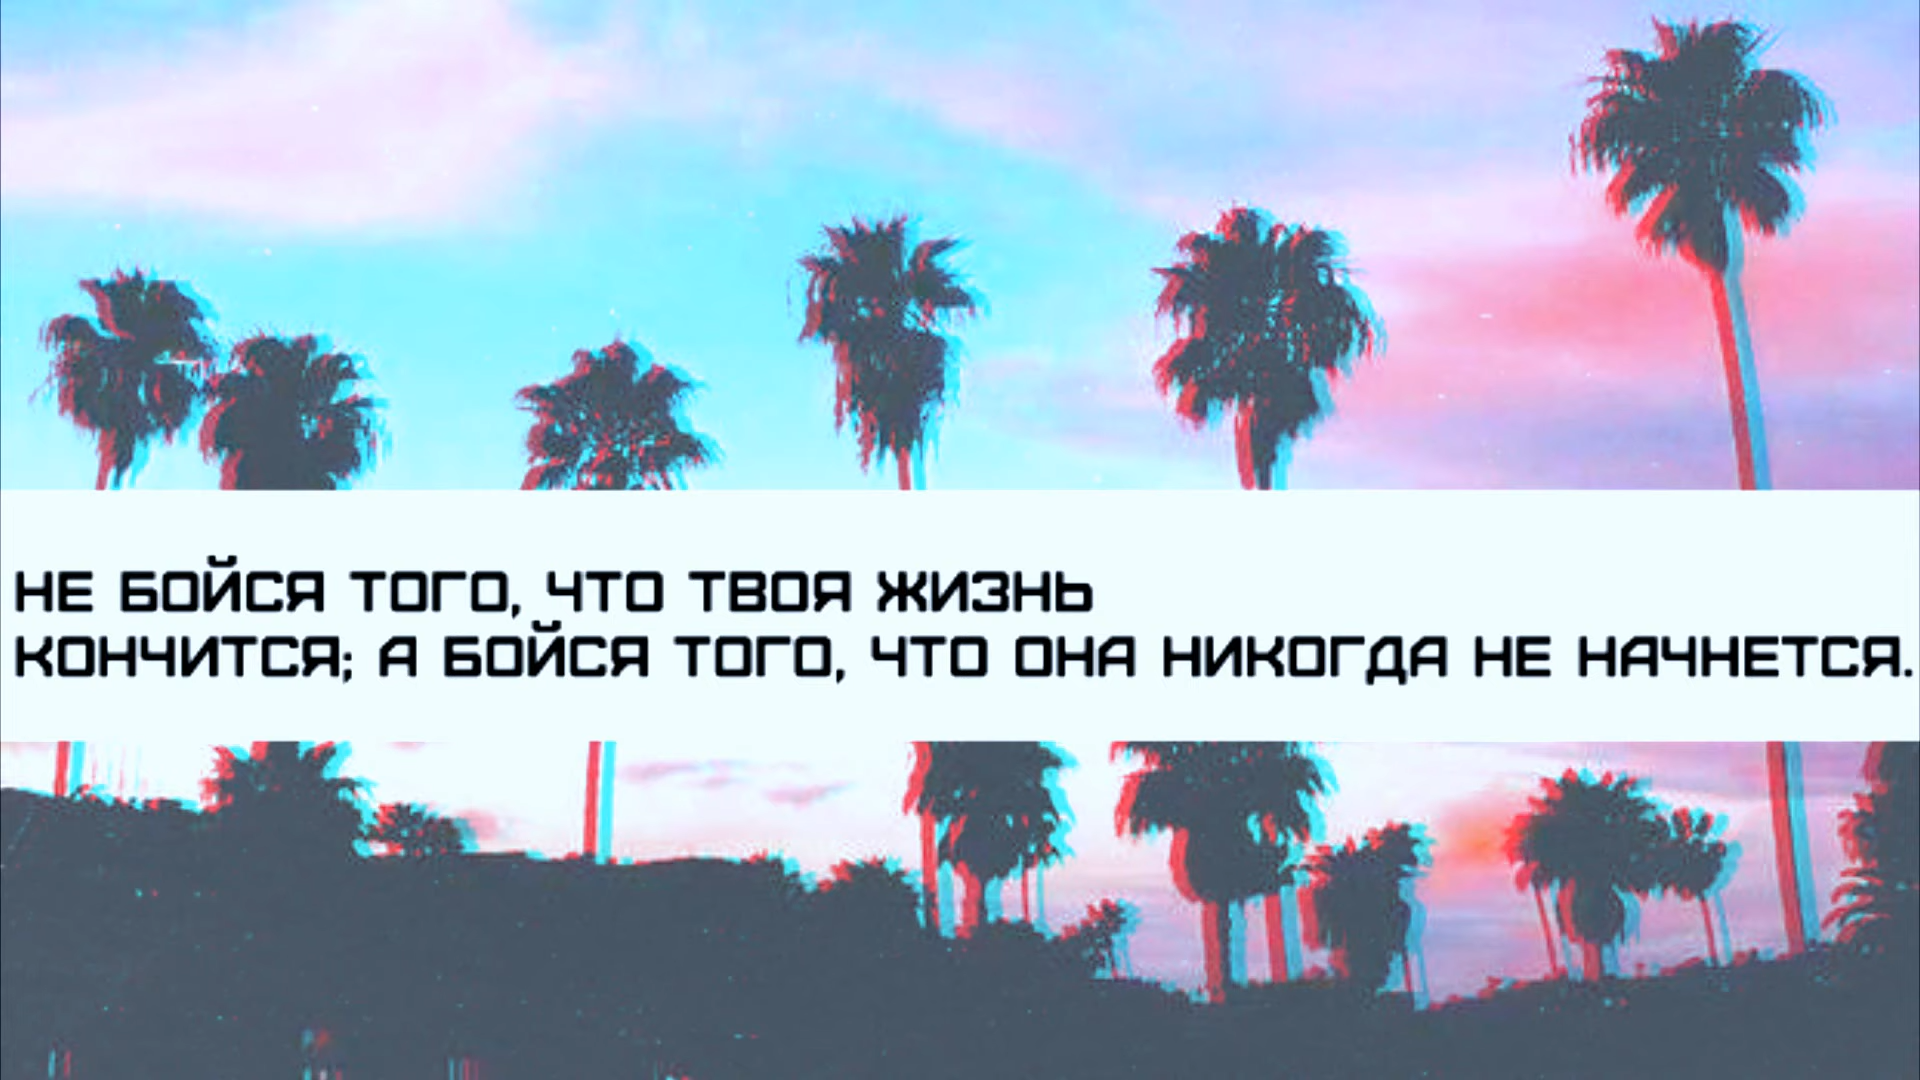 НЕ БОЙСЯ ТОГО, ЧТО ТВОЯ ЖИЗНЬ
КОНЧИТСЯ; А БОЙСЯ ТОГО, ЧТО ОНА НИКОГДА НЕ НАЧНЕТСЯ.